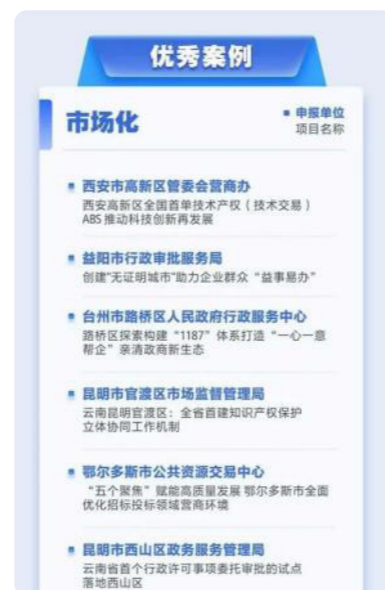 优秀案例
市场化
申报单位
项目名称
西安市高新区管委会营商办
西安高新区全国首单技术产权（技术交易）
ABS 推动科技创新再发展
益阳市行政审批服务局
创建“无证明城市”助力企业群众“益事易办”
台州市路桥区人民政府行政服务中心
路桥区探索构建“1187”体系打造“一心一意
帮企”亲清政商新生态
昆明市官渡区市场监督管理局
云南昆明官渡区：全省首建知识产权保护
立体协同工作机制
鄂尔多斯市公共资源交易中心
“五个聚焦”赋能高质量发展 鄂尔多斯市全面
优化招标投标领域营商环境
昆明市西山区政务服务管理局
云南省首个行政许可事项委托审批的试点
落地西山区